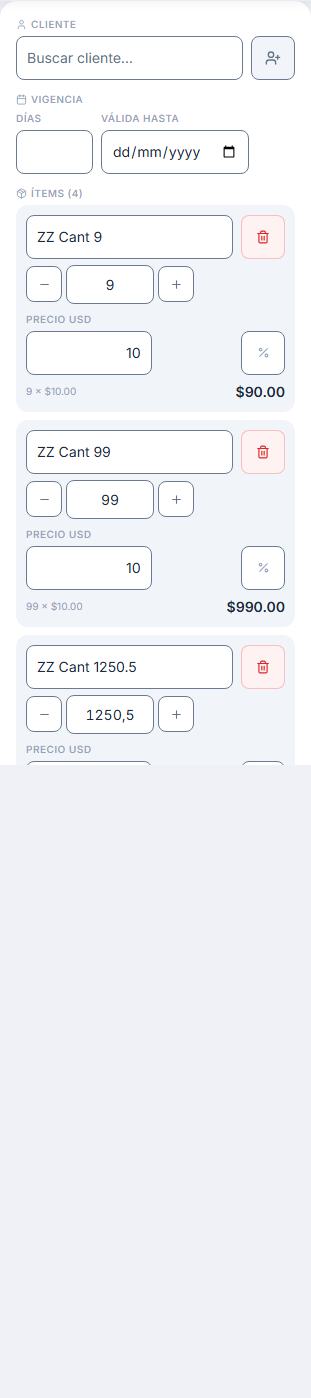 CLIENTE
Buscar cliente...
VIGENCIA
DÍAS VÁLIDA HASTA
dd/mm/yyyy
ÍTEMS (4)
ZZ Cant 9
− 9 +
PRECIO USD
10 %
9 × $10.00 $90.00
ZZ Cant 99
− 99 +
PRECIO USD
10 %
99 × $10.00 $990.00
ZZ Cant 1250.5
− 1250,5 +
PRECIO USD